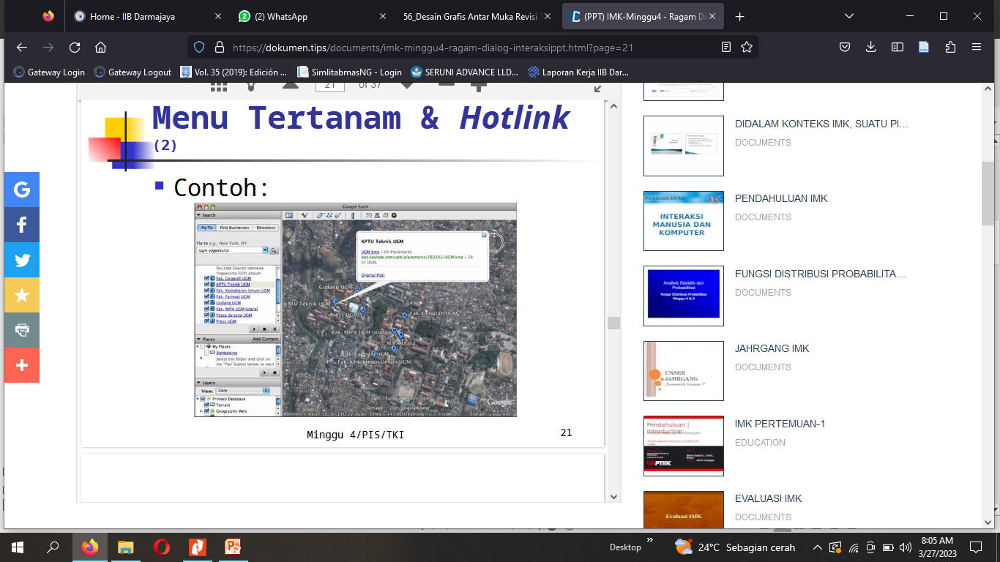 Home - IIB Darmajaya
(2) WhatsApp
56_Desain Grafis Antar Muka Revisi
(PPT) IMK-Minggu4 - Ragam Di
https://dokumen.tips/documents/imk-minggu4-ragam-dialog-interaksippt.html?page=21
Gateway Login
Gateway Logout
Vol. 35 (2019): Edición ...
SimlitabmasNG - Login
SERUNI ADVANCE LLD...
Laporan Kerja IIB Dar...
21 of 37
Menu Tertanam & Hotlink
(2)
Contoh:
Google Earth
Search
Fly To
Find Businesses
Directions
Fly to e.g., New York, NY
ugm yogyakarta
Ibu kota Daerah Istimewa
Yogyakarta (DIY) adalah
Fak. Geografi UGM
KPTU Teknik UGM
Fak. Kedokteran Umum UGM
Fak. Farmasi UGM
Gudang UGM
Fak. MIPA UGM (utara)
Pasca Sarjana UGM
Press UGM
Places
Add Content
My Places
Sightseeing
Select this folder and click on
the 'Play' button below, to start
Layers
View: Core
Primary Database
Terrain
Geographic Web
KPTU Teknik UGM
UGM.kmz - 65 Placemarks
bbs.keyhole.com/ubb/placemarks/762552-UGM.kmz - 7k
in: UGM,
Original Post
Gudang UGM
KPTU Teknik UGM
Press UGM
Fak. Geografi UGM
Fak. MIPA UGM (utara)
MIPA Utara
Fak. Farmasi UGM
Fak. Kedokteran Umum UGM
2007 Europa Technologies
Image © 2007 DigitalGlobe
Google
Minggu 4/PIS/TKI
21
DIDALAM KONTEKS IMK, SUATU PI...
DOCUMENTS
PENDAHULUAN
INTERAKSI
MANUSIA DAN
KOMPUTER
PENDAHULUAN IMK
DOCUMENTS
Analisis Statistik dan
Probabilitas
Fungsi Distribusi Probabilitas
Minggu-4 & 5
FUNGSI DISTRIBUSI PROBABILITA...
DOCUMENTS
UNSER
JAHRGANG
JAHRGANG IMK
DOCUMENTS
Pendahuluan |
Introduction
PTIIK
IMK PERTEMUAN-1
EDUCATION
Evaluasi IMK
EVALUASI IMK
DOCUMENTS
Desktop
24°C Sebagian cerah
8:05 AM
3/27/2023